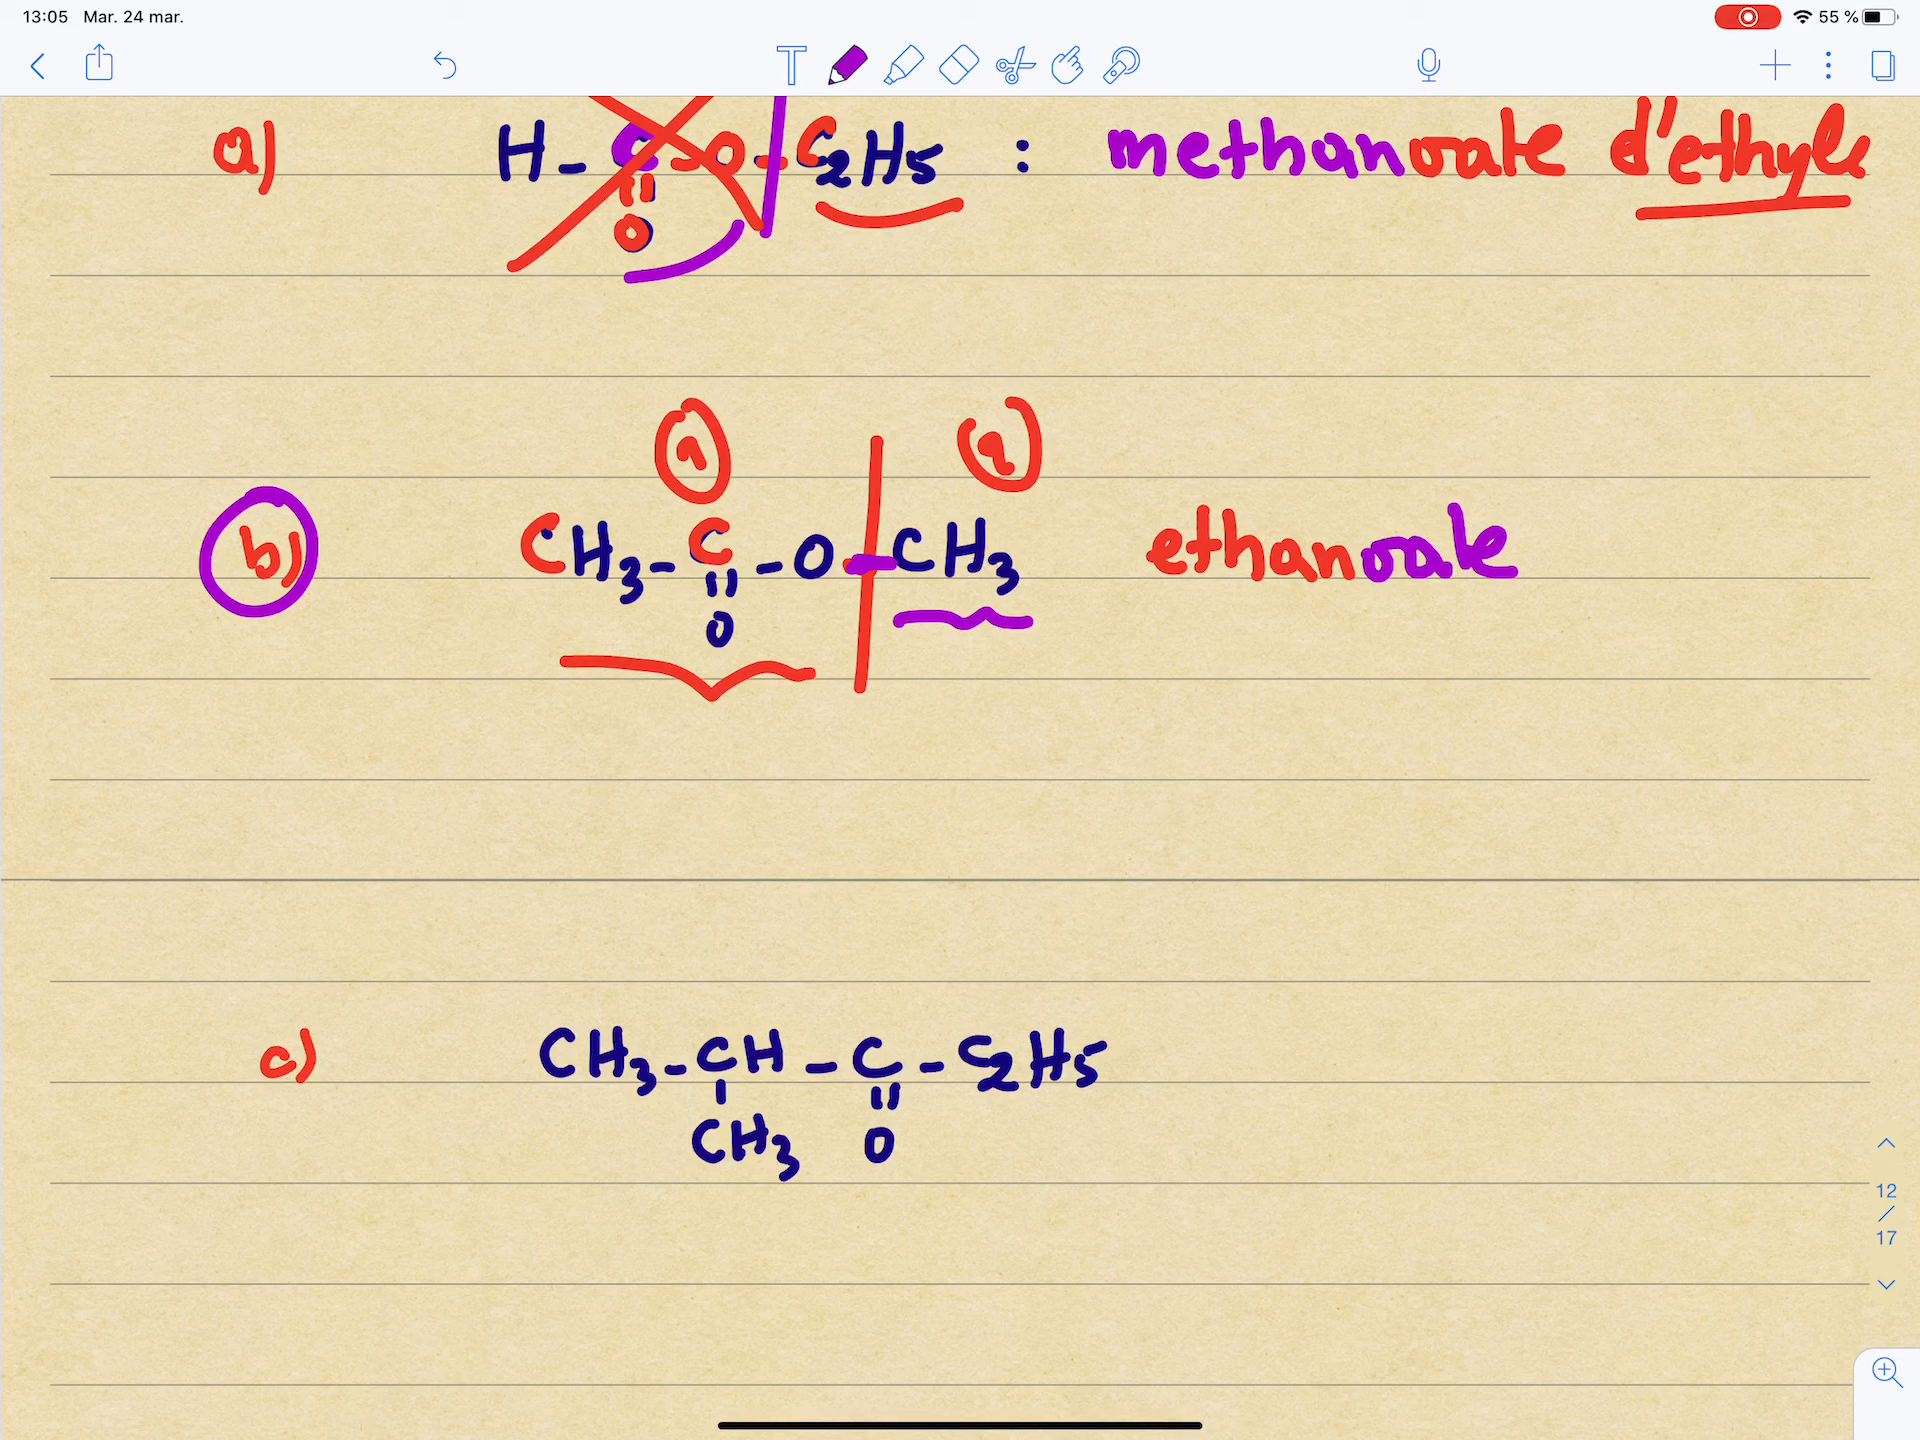 13:05 Mar. 24 mar. 55 %
T
a) H - C - O - C2H5 : methanoate d'ethyle
O
1 2
b) CH3 - C - O - CH3 ethanoate
O
c) CH3 - CH - C - C2H5
CH3 O
12
/
17